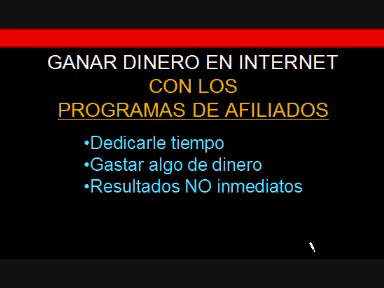 GANAR DINERO EN INTERNET
CON LOS
PROGRAMAS DE AFILIADOS
•Dedicarle tiempo
•Gastar algo de dinero
•Resultados NO inmediatos